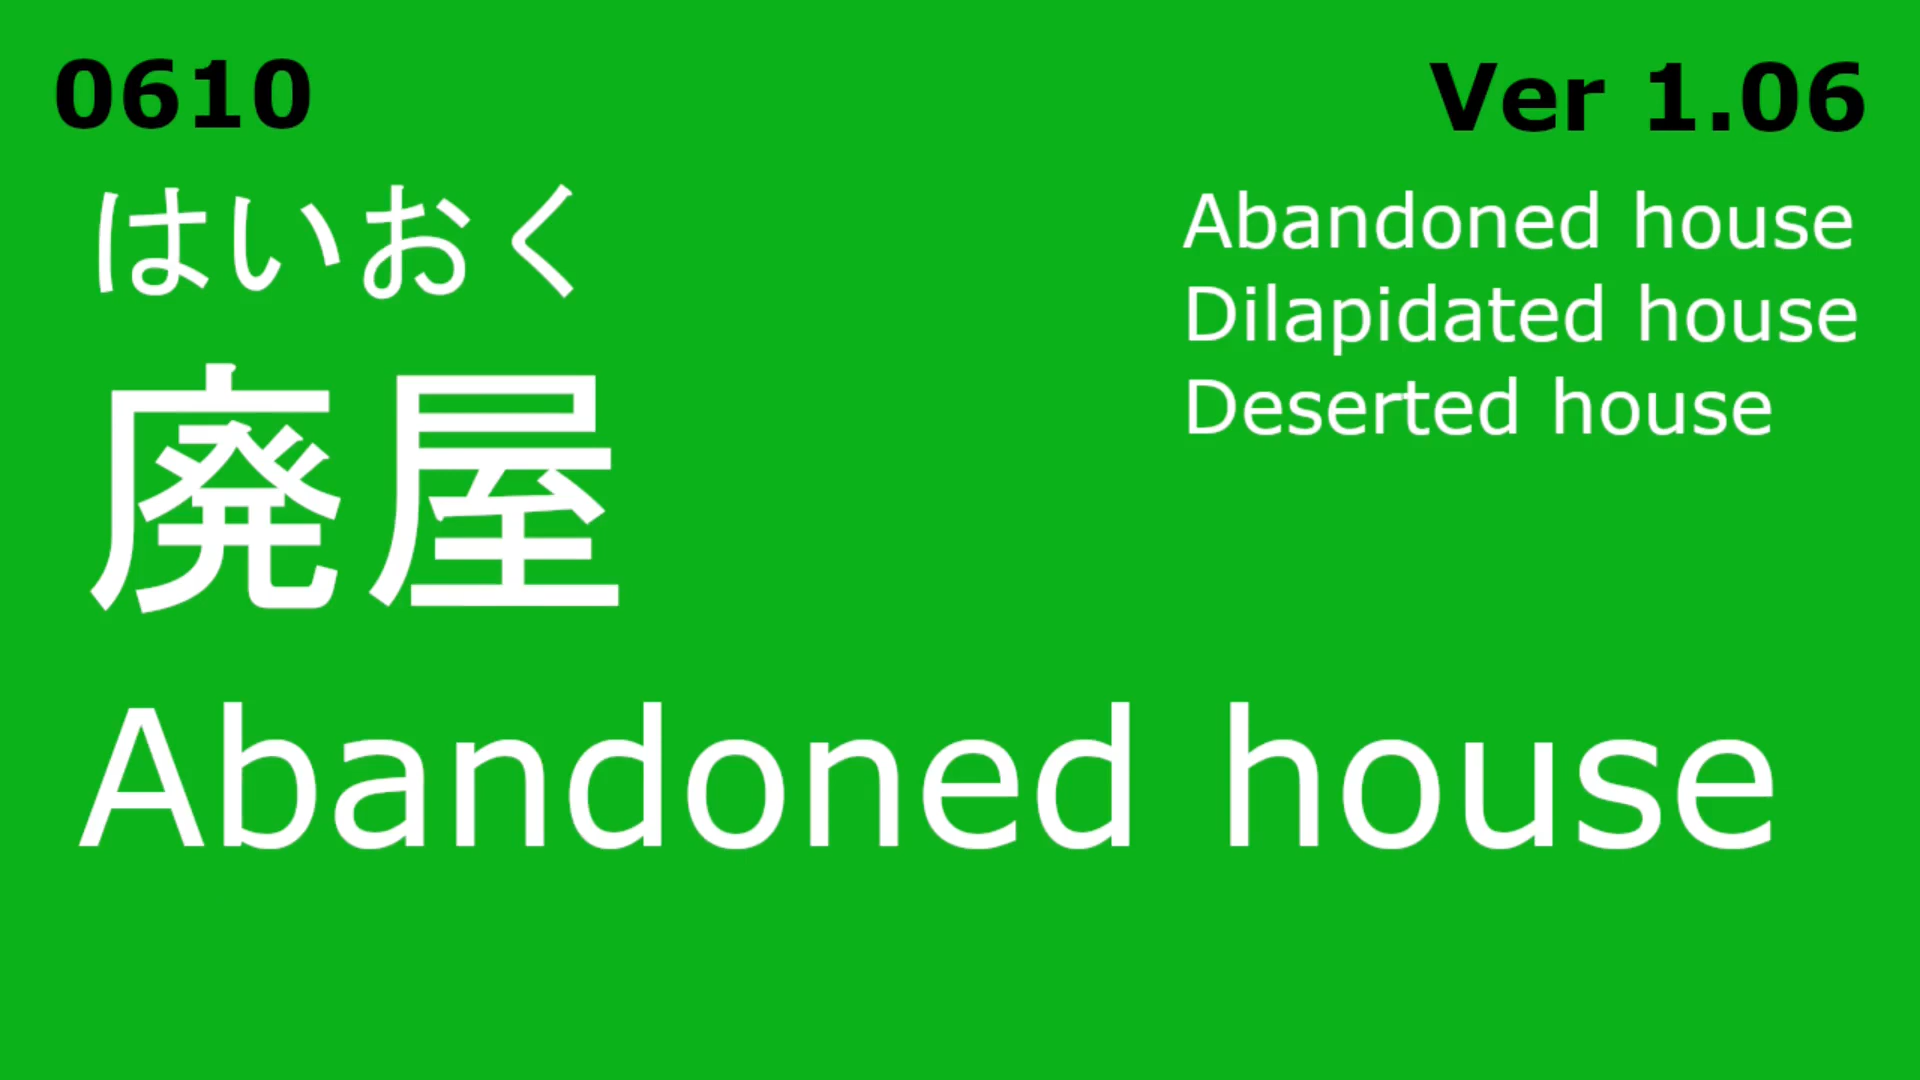 0610
Ver 1.06
はいおく
廃屋
Abandoned house
Dilapidated house
Deserted house
Abandoned house